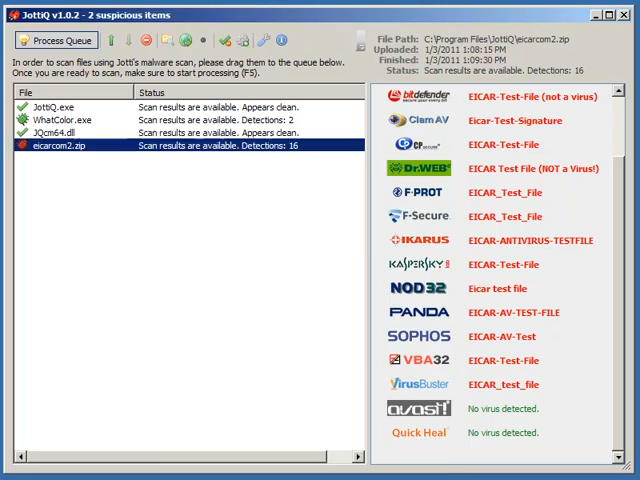 JottiQ v1.0.2 - 2 suspicious items
Process Queue
In order to scan files using Jotti's malware scan, please drag them to the queue below.
Once you are ready to scan, make sure to start processing (F5).
File Path: C:\Program Files\JottiQ\eicarcom2.zip
Uploaded: 1/3/2011 1:08:15 PM
Finished: 1/3/2011 1:09:30 PM
Status: Scan results are available. Detections: 16
File Status
JottiQ.exe Scan results are available. Appears clean.
WhatColor.exe Scan results are available. Detections: 2
JQcm64.dll Scan results are available. Appears clean.
eicarcom2.zip Scan results are available. Detections: 16
bitdefender EICAR-Test-File (not a virus)
ClamAV Eicar-Test-Signature
CP secure EICAR-Test-File
Dr.WEB EICAR Test File (NOT a Virus!)
F-PROT EICAR_Test_File
F-Secure. EICAR_Test_File
IKARUS EICAR-ANTIVIRUS-TESTFILE
KASPERSKY EICAR-Test-File
NOD32 Eicar test file
PANDA EICAR-AV-TEST-FILE
SOPHOS EICAR-AV-Test
VBA32 EICAR-Test-File
VirusBuster EICAR_test_file
avast! No virus detected.
Quick Heal No virus detected.